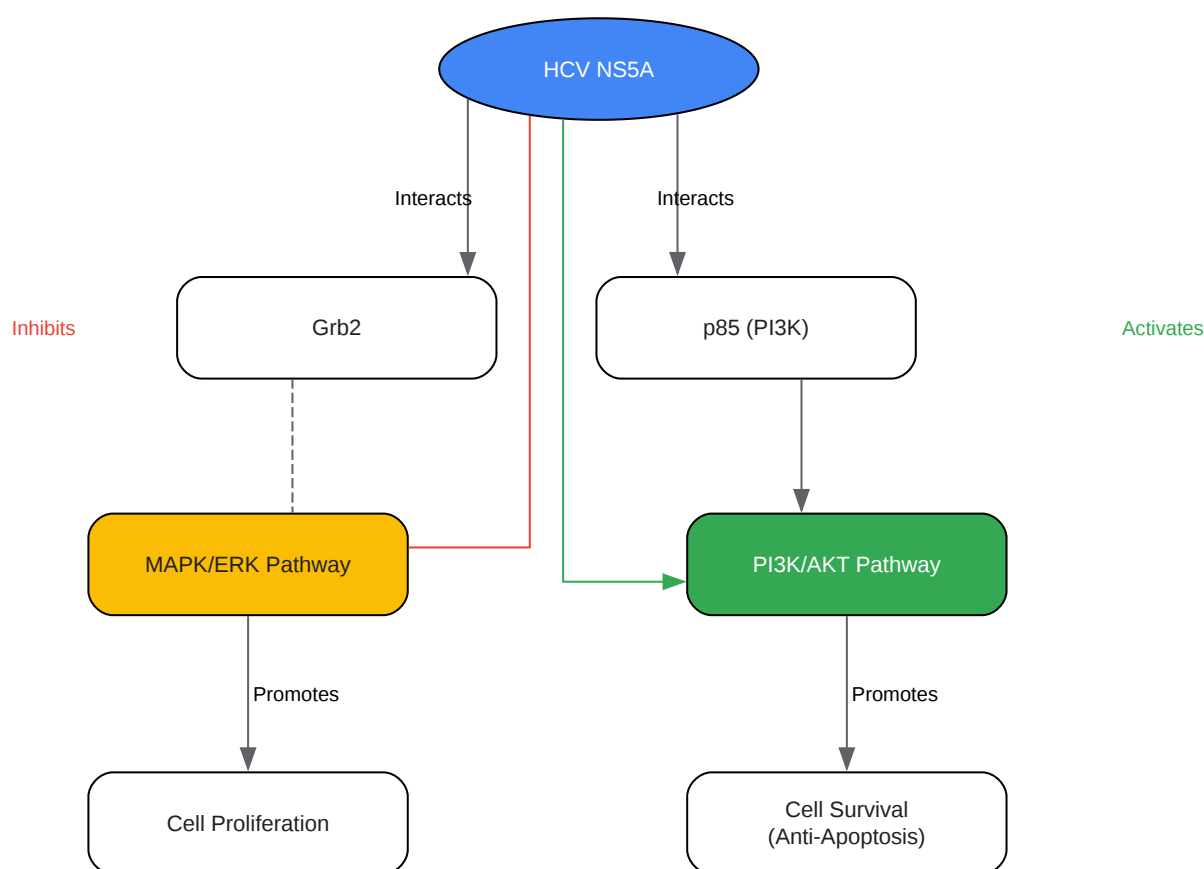 HCV NS5A
Interacts
Interacts
Inhibits
Grb2
p85 (PI3K)
Activates
MAPK/ERK Pathway
PI3K/AKT Pathway
Promotes
Promotes
Cell Proliferation
Cell Survival
(Anti-Apoptosis)